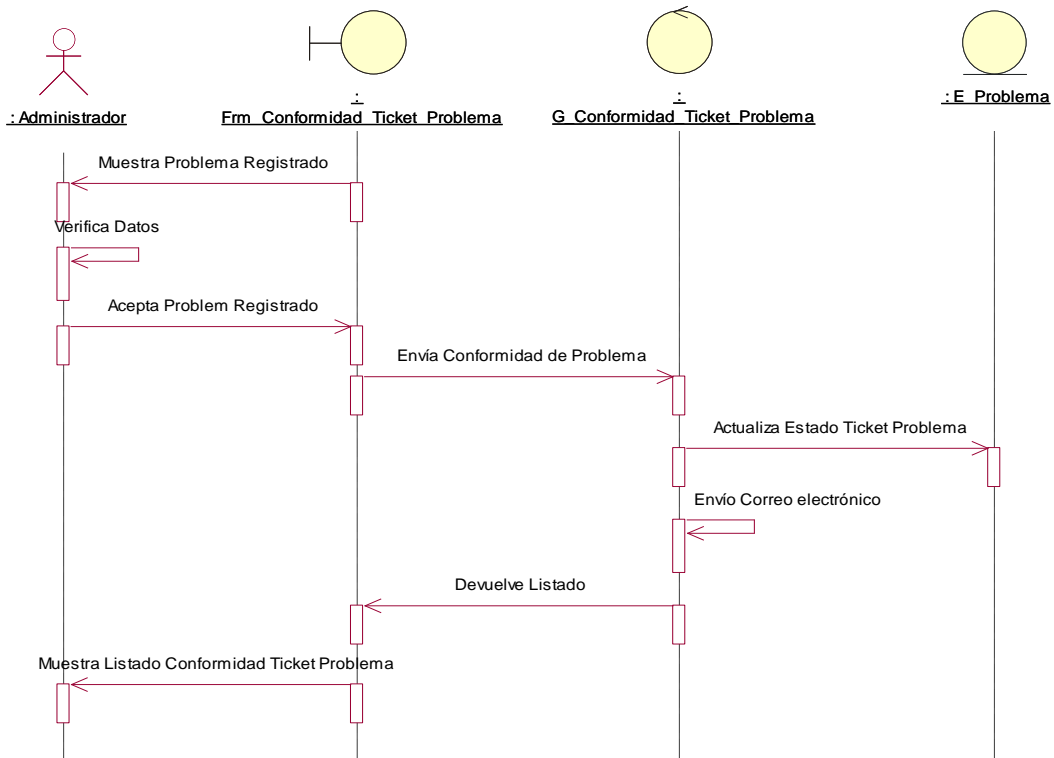 : Administrador
:
Frm_Conformidad_Ticket_Problema
:
G_Conformidad_Ticket_Problema
: E_Problema
Muestra Problema Registrado
Verifica Datos
Acepta Problem Registrado
Envía Conformidad de Problema
Actualiza Estado Ticket Problema
Envío Correo electrónico
Devuelve Listado
Muestra Listado Conformidad Ticket Problema